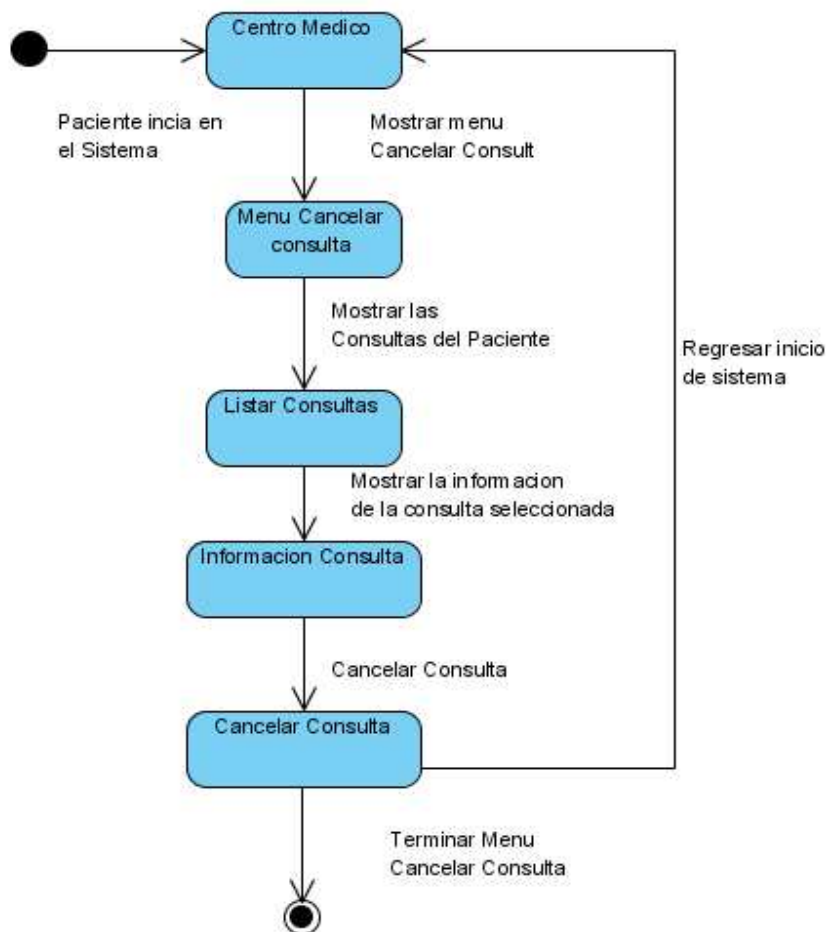 Centro Medico
Paciente incia en
el Sistema
Mostrar menu
Cancelar Consult
Menu Cancelar
consulta
Mostrar las
Consultas del Paciente
Regresar inicio
de sistema
Listar Consultas
Mostrar la informacion
de la consulta seleccionada
Informacion Consulta
Cancelar Consulta
Cancelar Consulta
Terminar Menu
Cancelar Consulta